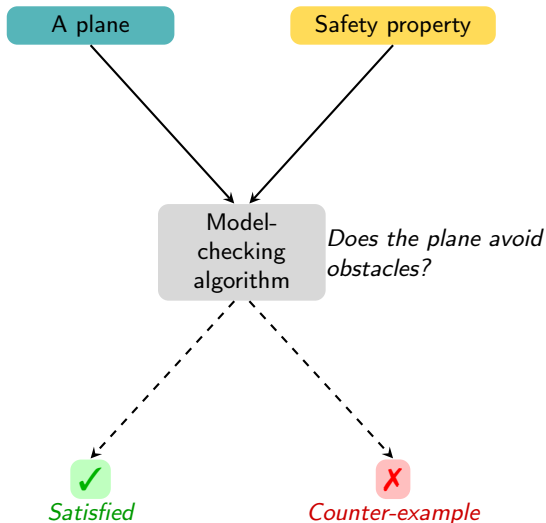 A plane
Safety property
Model-
checking
algorithm
Does the plane avoid
obstacles?
✓
✗
Satisfied
Counter-example